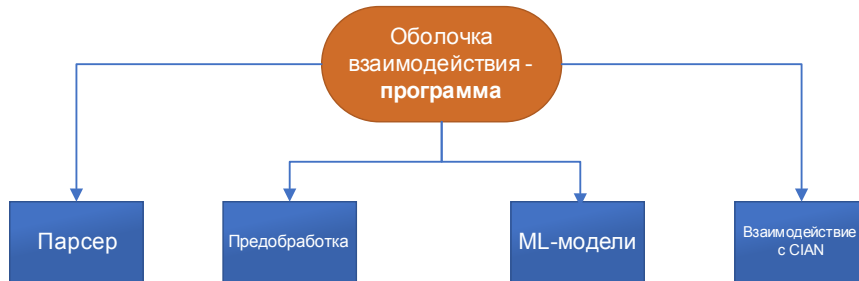 Оболочка
взаимодействия -
программа
Парсер
Предобработка
ML-модели
Взаимодействие
с CIAN